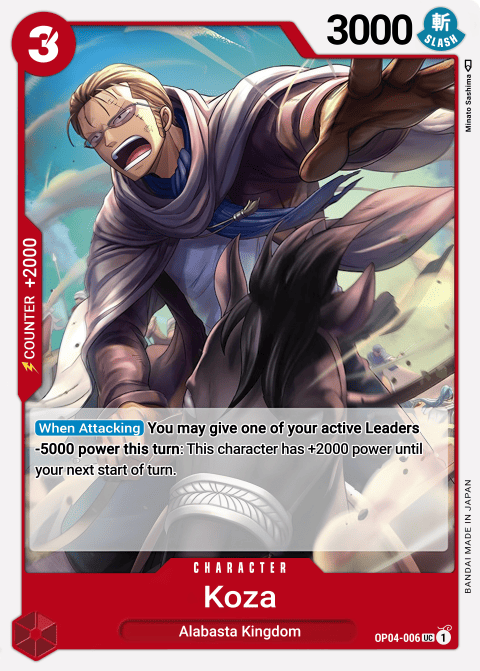 3
3000
斬
SLASH
Minato Sashima
COUNTER +2000
When Attacking You may give one of your active Leaders
-5000 power this turn: This character has +2000 power until
your next start of turn.
BANDAI MADE IN JAPAN
CHARACTER
Koza
Alabasta Kingdom
OP04-006 UC 1